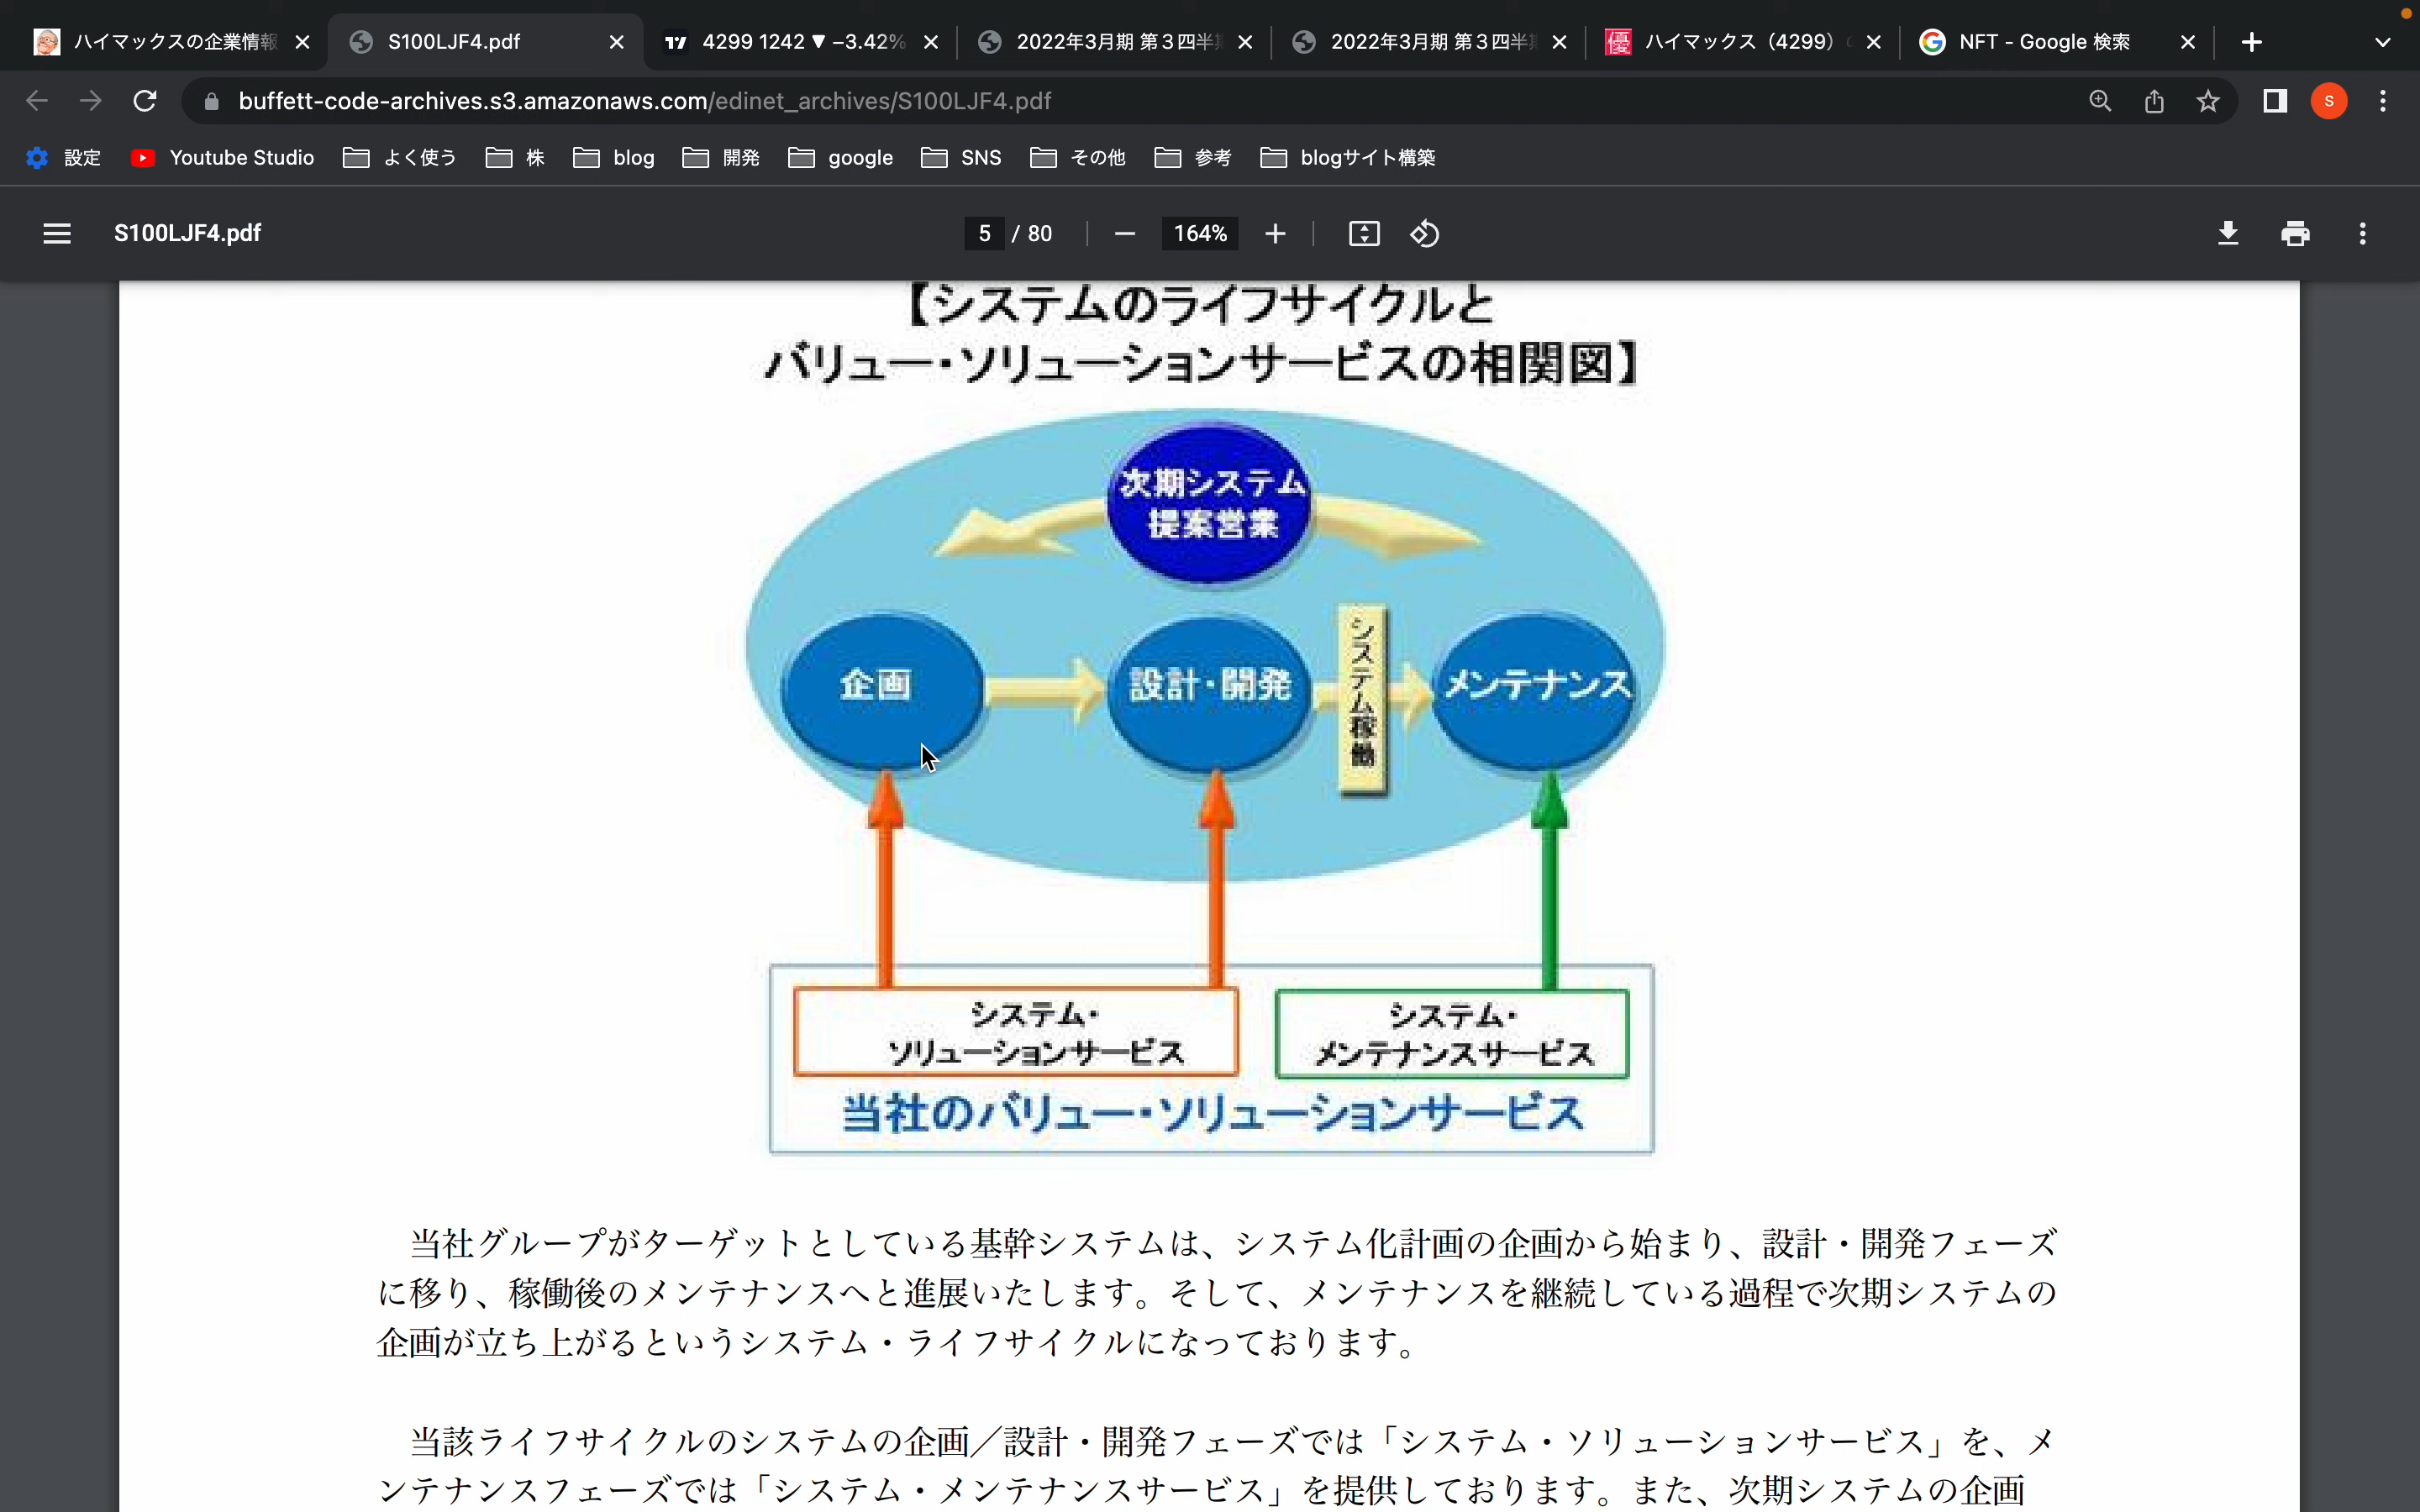 ハイマックスの企業情報
S100LJF4.pdf
4299 1242 ▼ −3.42%
2022年3月期 第３四半
2022年3月期 第３四半
ハイマックス（4299）
NFT - Google 検索
buffett-code-archives.s3.amazonaws.com/edinet_archives/S100LJF4.pdf
S
設定
Youtube Studio
よく使う
株
blog
開発
google
SNS
その他
参考
blogサイト構築
S100LJF4.pdf
5 / 80
164%
【システムのライフサイクルと
バリュー・ソリューションサービスの相関図】
次期システム
提案営業
企画
設計・開発
システム稼働
メンテナンス
システム・
ソリューションサービス
システム・
メンテナンスサービス
当社のバリュー・ソリューションサービス
当社グループがターゲットとしている基幹システムは、システム化計画の企画から始まり、設計・開発フェーズ
に移り、稼働後のメンテナンスへと進展いたします。そして、メンテナンスを継続している過程で次期システムの
企画が立ち上がるというシステム・ライフサイクルになっております。
当該ライフサイクルのシステムの企画／設計・開発フェーズでは「システム・ソリューションサービス」を、メ
ンテナンスフェーズでは「システム・メンテナンスサービス」を提供しております。また、次期システムの企画